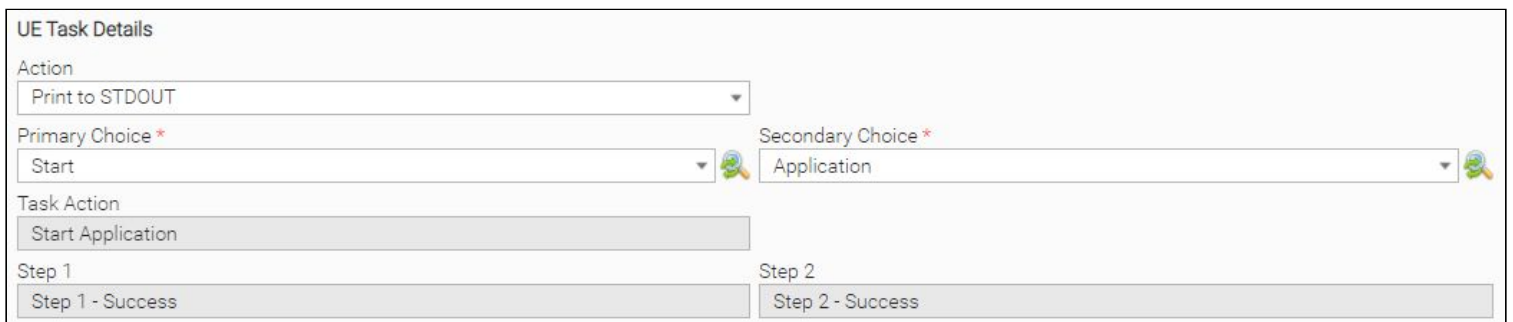 UE Task Details
Action
Print to STDOUT
Primary Choice *
Secondary Choice *
Start
Application
Task Action
Start Application
Step 1
Step 2
Step 1 - Success
Step 2 - Success